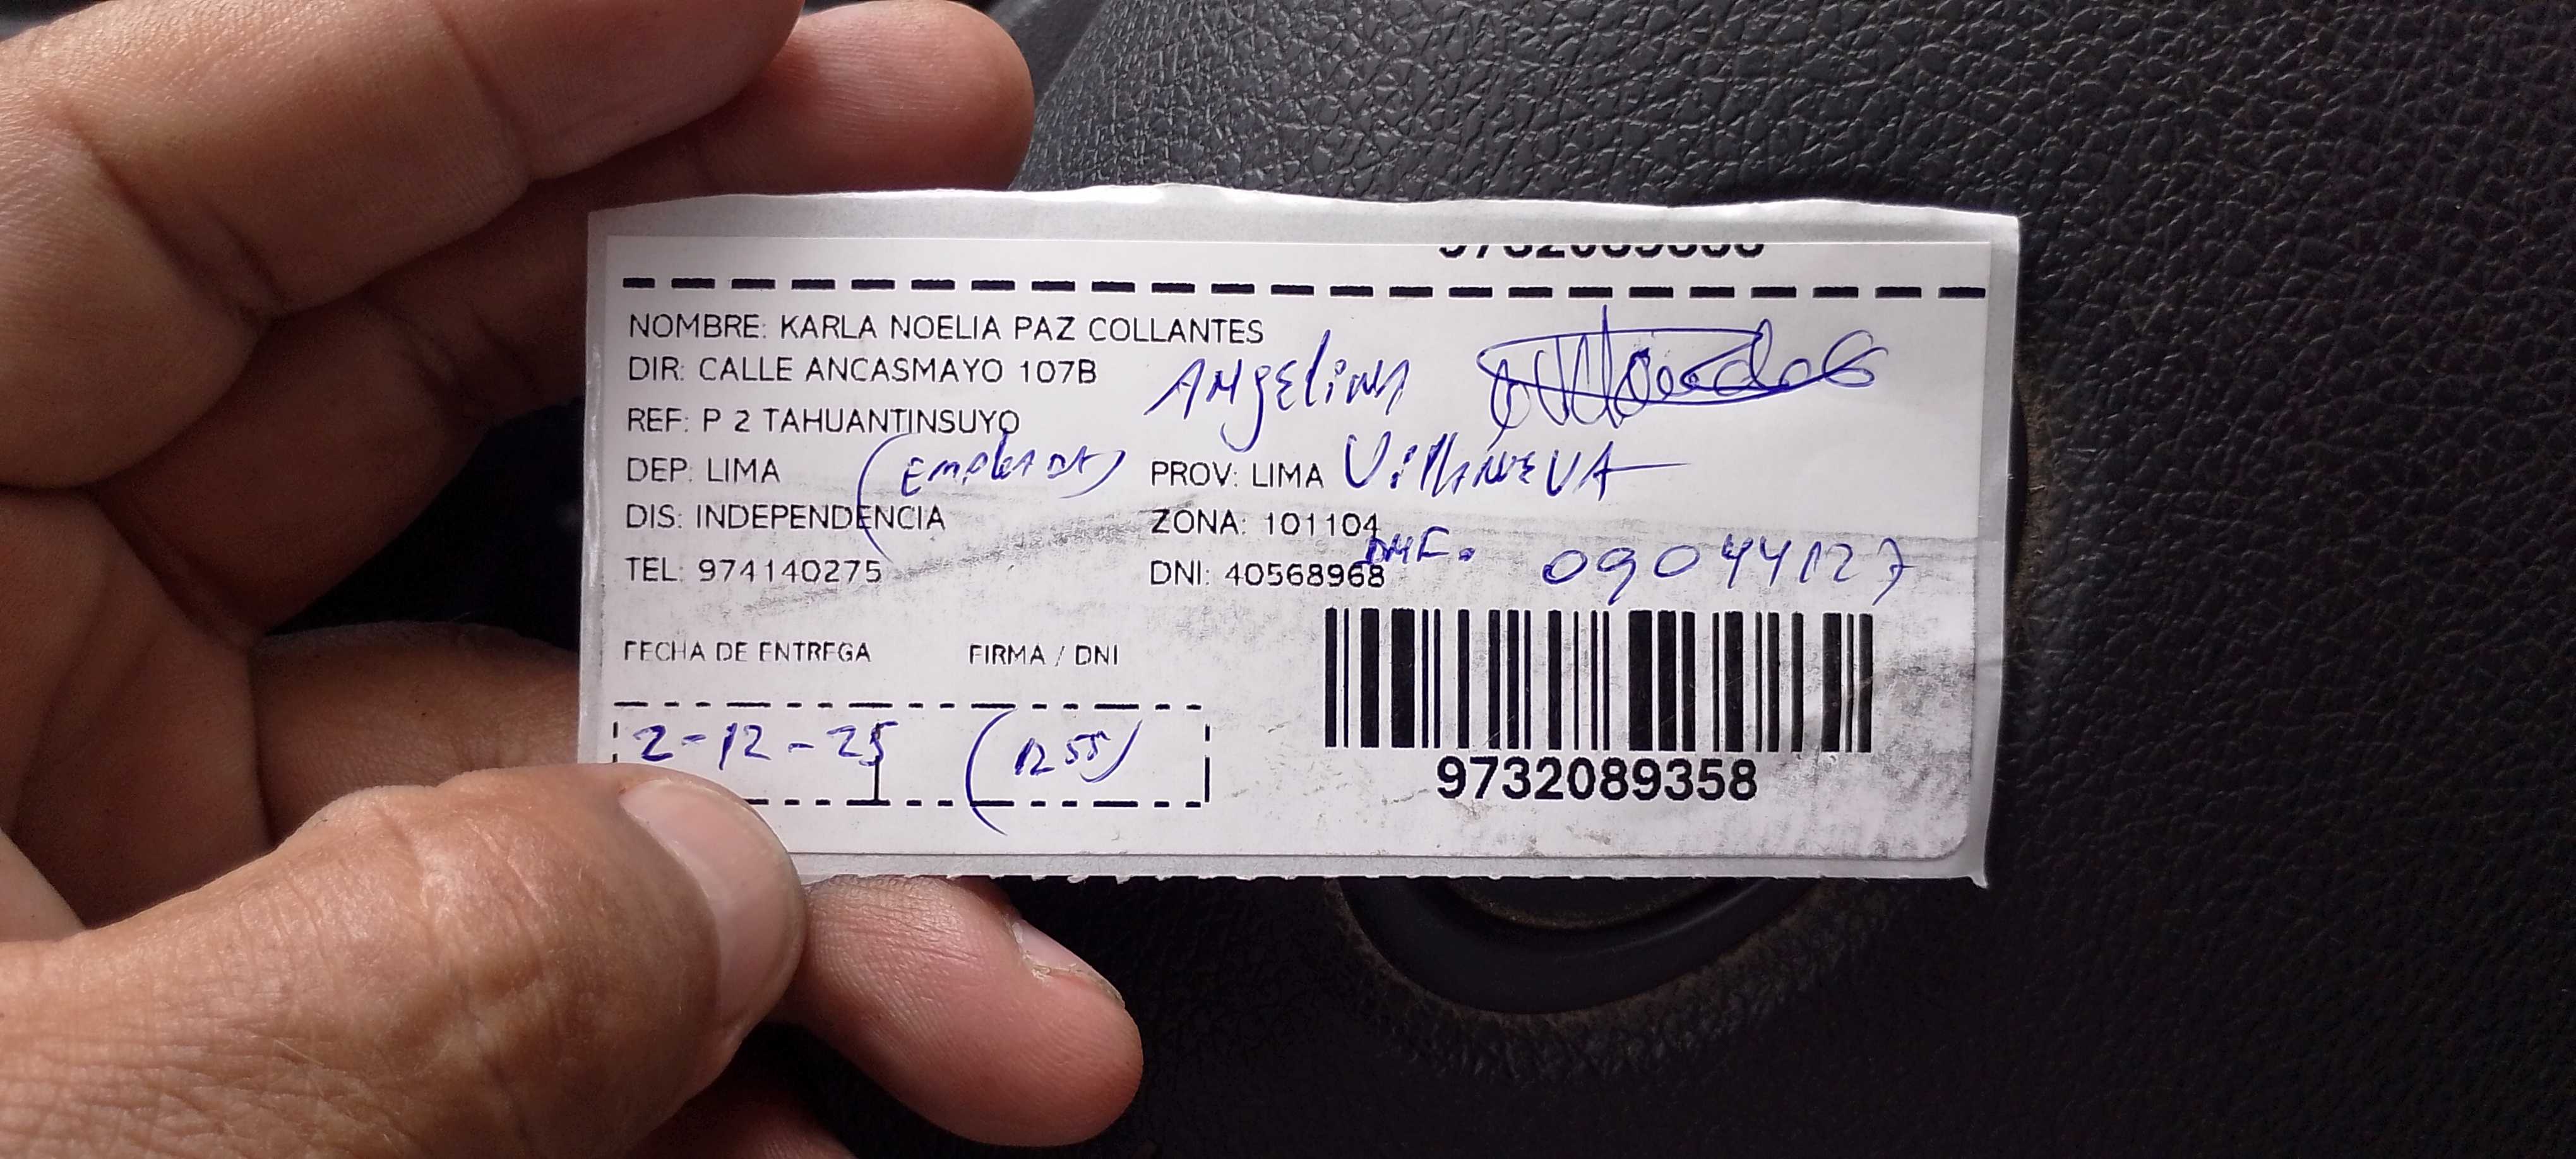 NOMBRE: KARLA NOELIA PAZ COLLANTES
DIR: CALLE ANCASMAYO 107B
Angelina
REF: P 2 TAHUANTINSUYO
(Empleada)
DEP: LIMA
PROV: LIMA
Villanueva
DIS: INDEPENDENCIA
ZONA: 101104
TEL: 974140275
DNI: 40568968
09044127
FECHA DE ENTREGA
FIRMA / DNI
2-12-25
(12 55)
9732089358